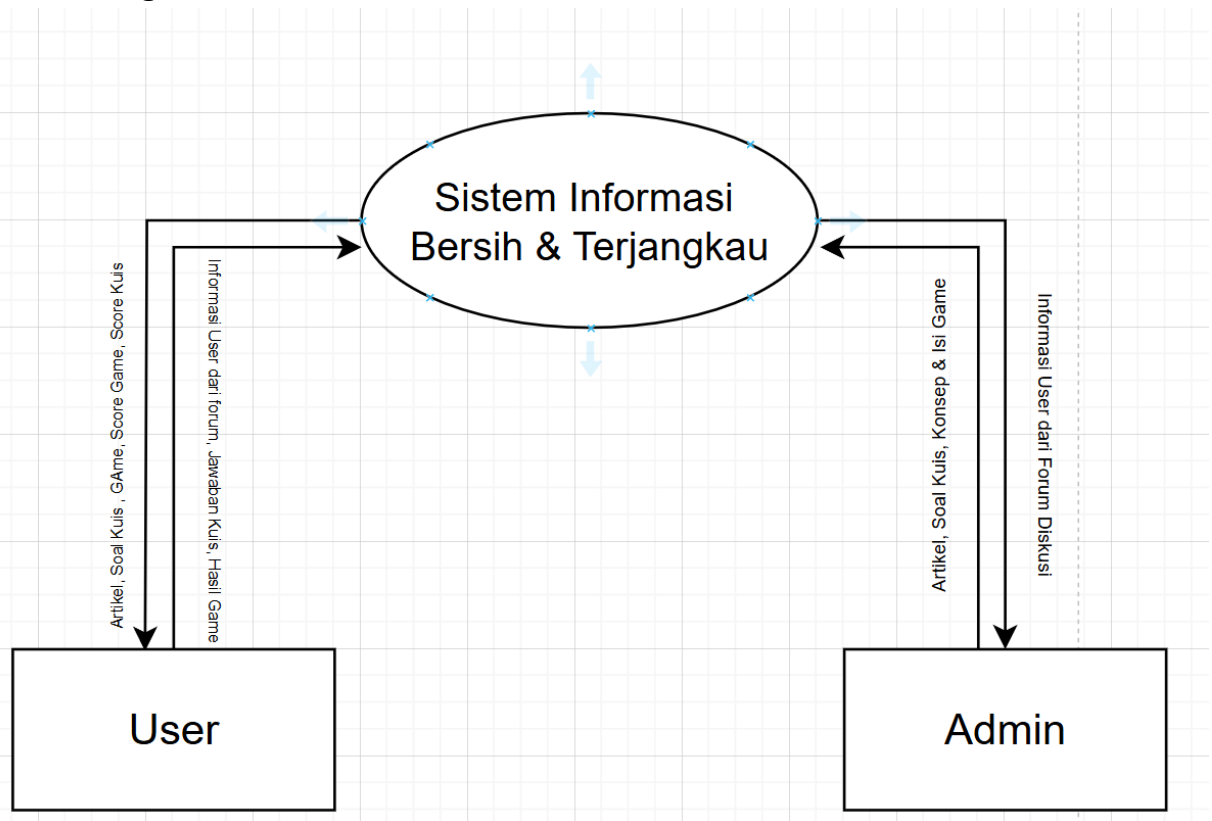 Sistem Informasi
Bersih & Terjangkau
Artikel, Soal Kuis , GAme, Score Game, Score Kuis
Informasi User dari forum, Jawaban Kuis, Hasil Game
Artikel, Soal Kuis, Konsep & Isi Game
Informasi User dari Forum Diskusi
User
Admin